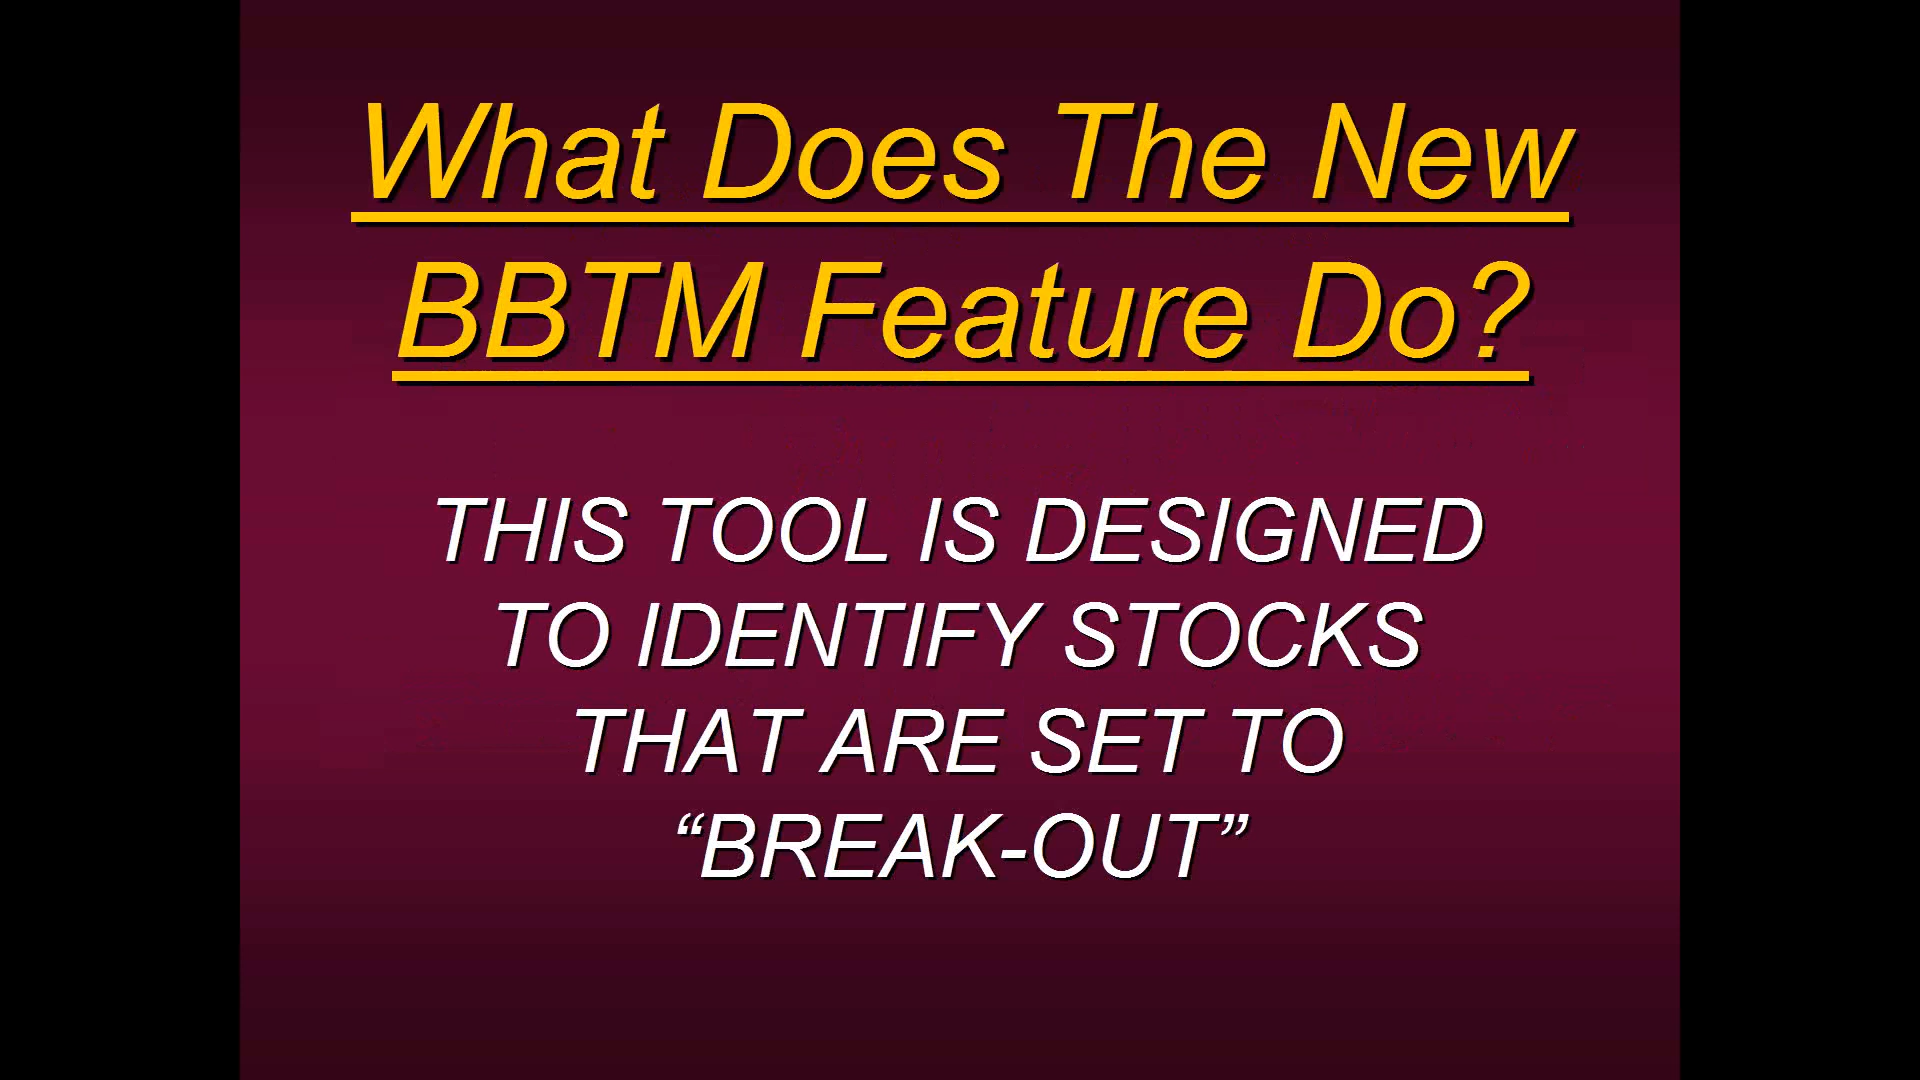 What Does The New
BBTM Feature Do?
THIS TOOL IS DESIGNED
TO IDENTIFY STOCKS
THAT ARE SET TO
“BREAK-OUT”